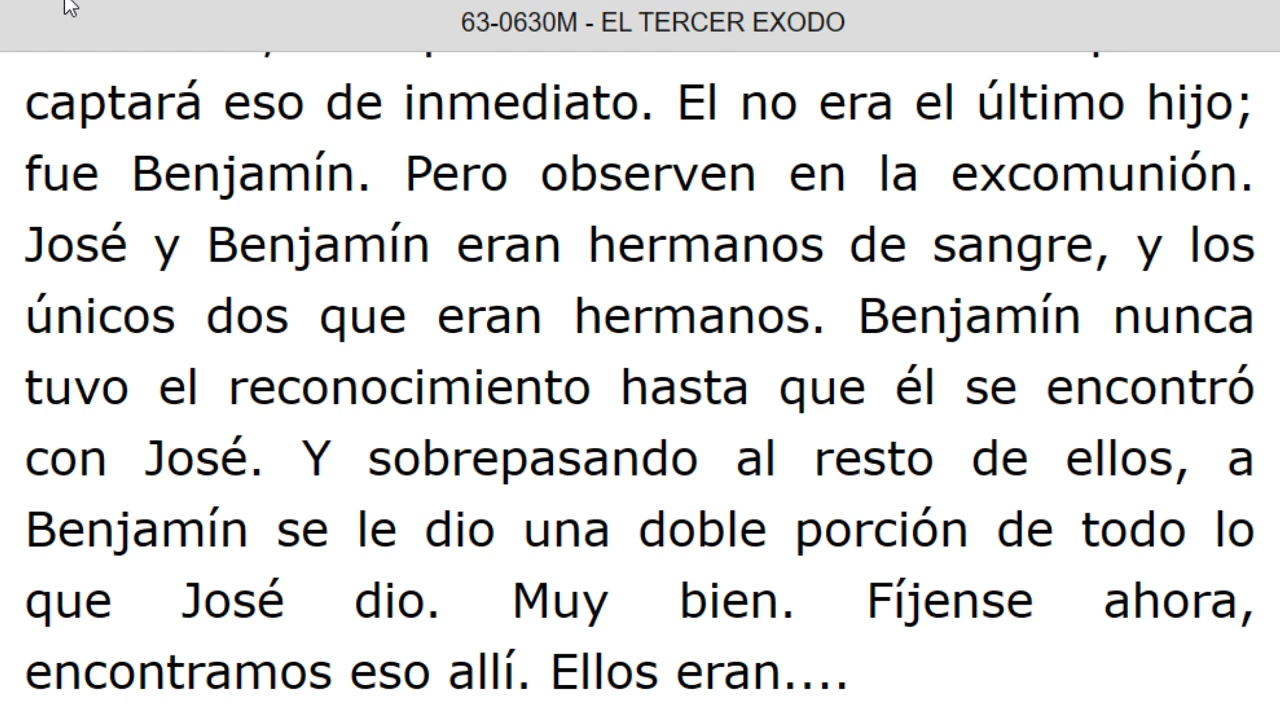 63-0630M - EL TERCER EXODO
captará eso de inmediato. El no era el último hijo;
fue Benjamín. Pero observen en la excomunión.
José y Benjamín eran hermanos de sangre, y los
únicos dos que eran hermanos. Benjamín nunca
tuvo el reconocimiento hasta que él se encontró
con José. Y sobrepasando al resto de ellos, a
Benjamín se le dio una doble porción de todo lo
que José dio. Muy bien. Fíjense ahora,
encontramos eso allí. Ellos eran....